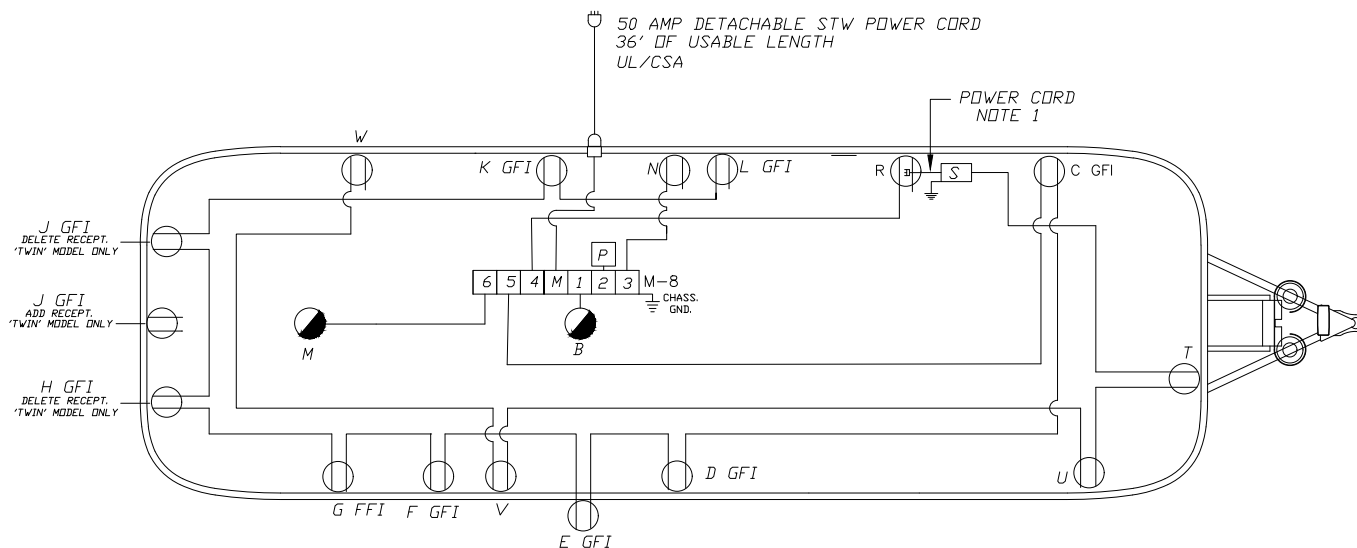 50 AMP DETACHABLE STW POWER CORD
36' OF USABLE LENGTH
UL/CSA
POWER CORD
NOTE 1
W
K GFI
N
L GFI
R
S
C GFI
J GFI
DELETE RECEPT.
'TWIN' MODEL ONLY
P
6 5 4 M 1 2 3 M-8
CHASS.
GND.
J GFI
ADD RECEPT.
'TWIN' MODEL ONLY
M
B
T
H GFI
DELETE RECEPT.
'TWIN' MODEL ONLY
D GFI
U
G FFI
F GFI
V
E GFI